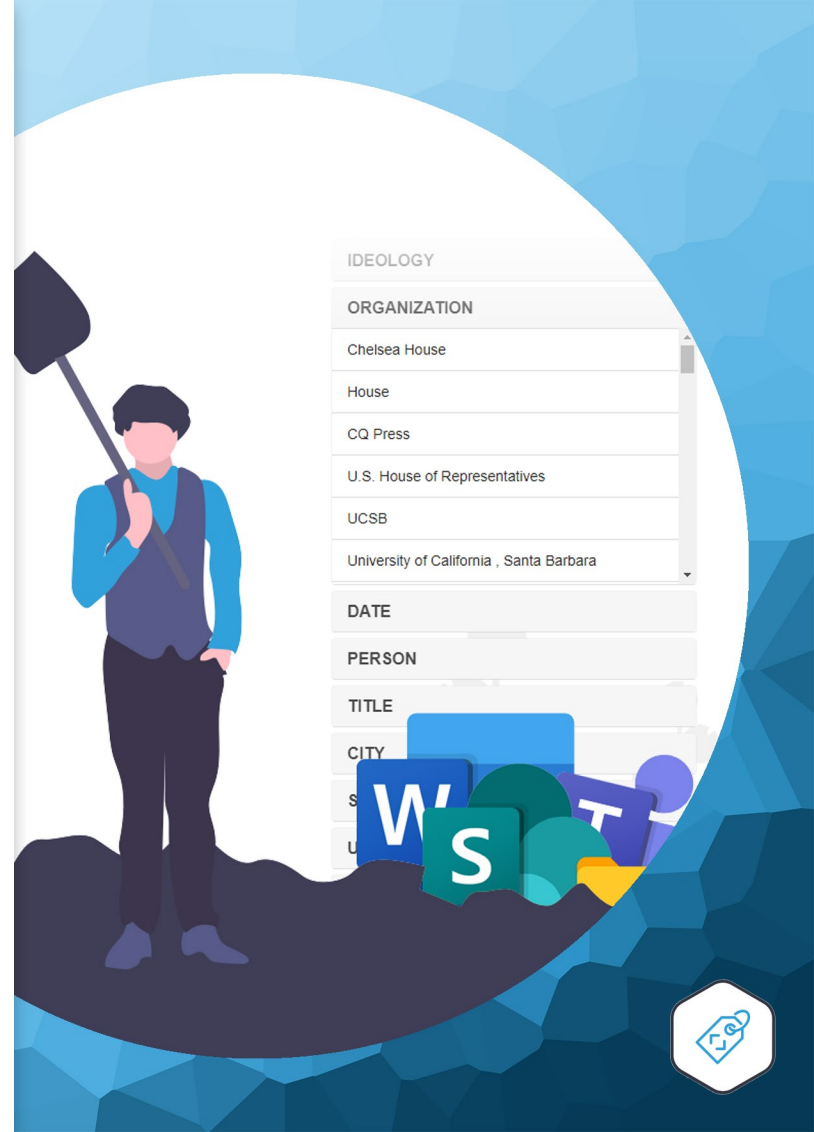 IDEOLOGY
ORGANIZATION
Chelsea House
House
CQ Press
U.S. House of Representatives
UCSB
University of California , Santa Barbara
DATE
PERSON
TITLE
CITY
S
U
W
S
T